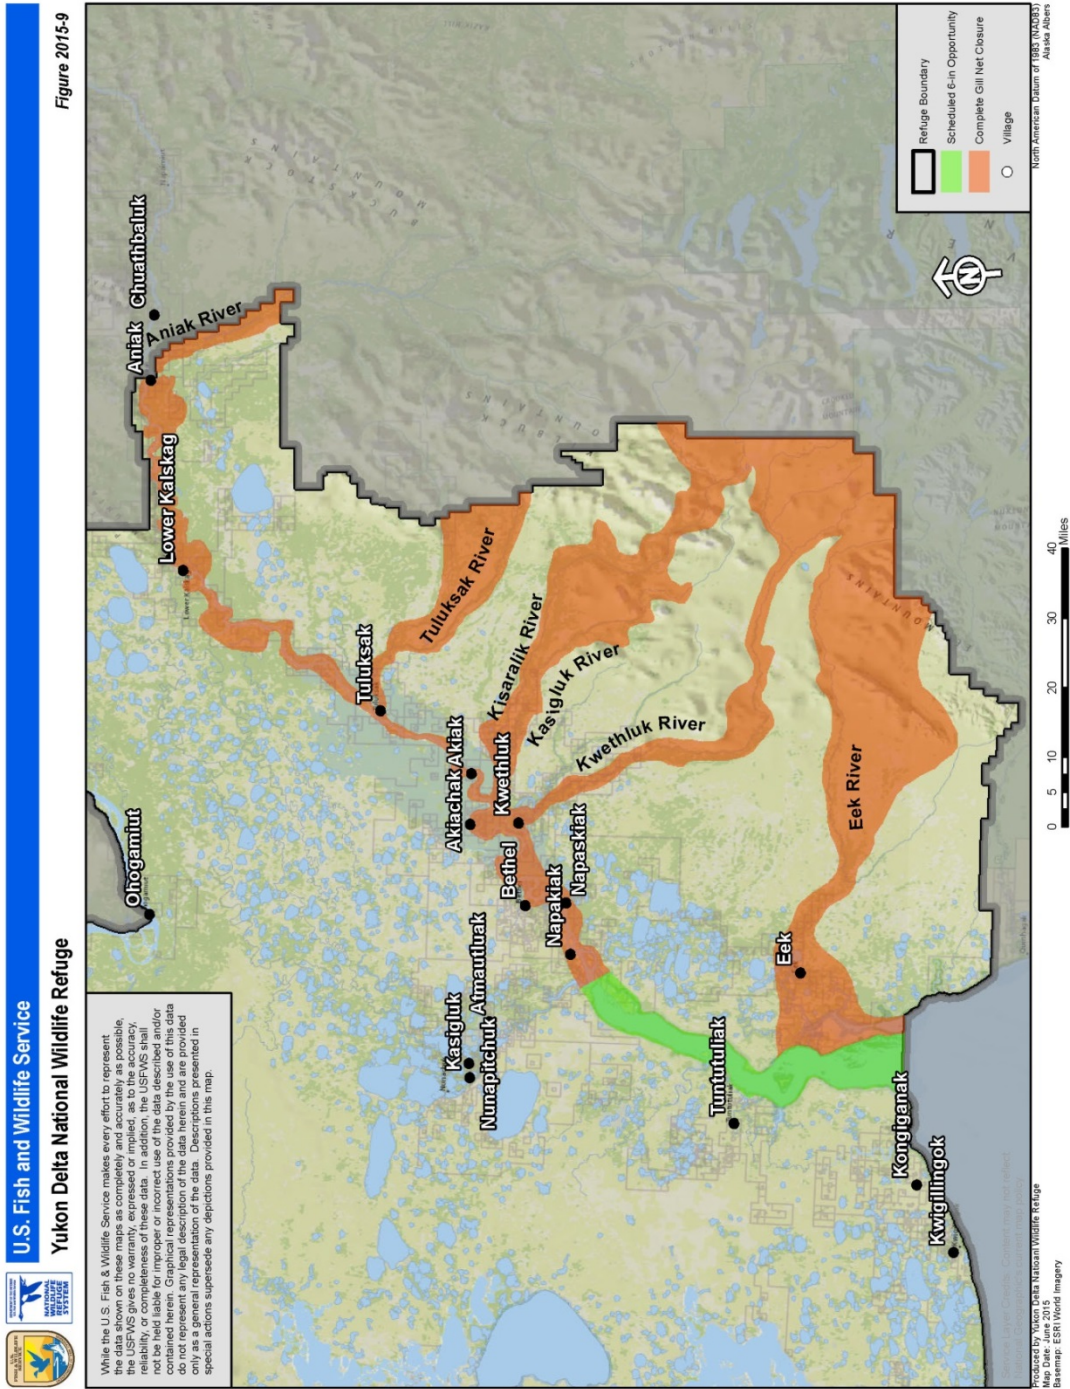 U.S. Fish and Wildlife Service
NATIONAL
WILDLIFE
REFUGE
SYSTEM
Yukon Delta National Wildlife Refuge
Figure 2015-9
While the U.S. Fish & Wildlife Service makes every effort to represent
the data shown on these maps as completely and accurately as possible,
the USFWS gives no warranty, expressed or implied, as to the accuracy,
reliability, or completeness of these data. In addition, the USFWS shall
not be held liable for improper or incorrect use of the data described and/or
contained herein. Graphical representations provided by the use of this data
do not represent any legal description of the data herein and are provided
only as a general representation of the data. Descriptions presented in
special actions supersede any depictions provided in this map.
Ohogamiut
Chuathbaluk
Aniak
Aniak River
Lower Kalskag
Tuluksak
Tuluksak River
Akiachak
Akiak
Kwethluk
Kisaralik River
Kasigluk River
Kwethluk River
Bethel
Napakiak
Napaskiak
Kasigluk
Atmautluak
Nunapitchuk
Tuntutuliak
Eek
Eek River
Kongiganak
Kwigillingok
MOUNTAINS
BUCKSTOCK
MOUNTAINS
N
Refuge Boundary
Scheduled 6-in Opportunity
Complete Gill Net Closure
Village
0 5 10 20 30 40
Miles
Produced by Yukon Delta Natioanl Wildlife Refuge
Map Date: June 2015
Basemap: ESRI World Imagery
North American Datum of 1983 (NAD83)
Alaska Albers